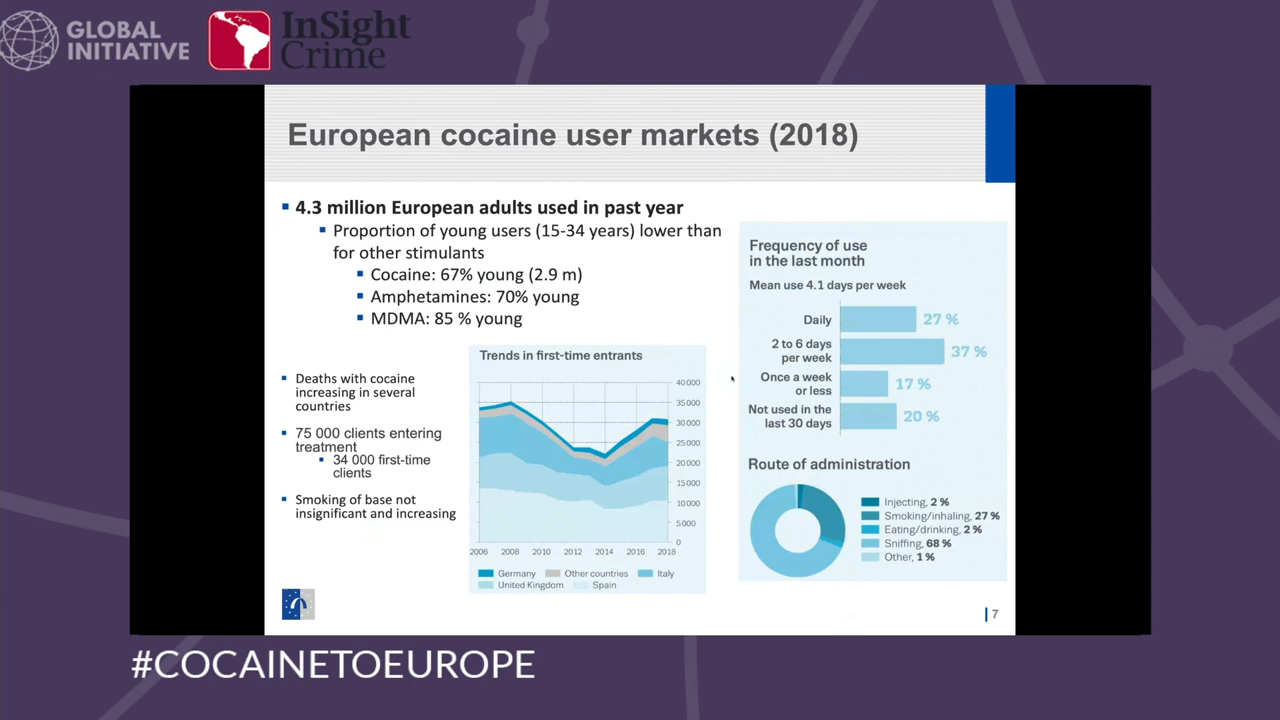 GLOBAL
INITIATIVE
InSight
Crime
European cocaine user markets (2018)
4.3 million European adults used in past year
Proportion of young users (15-34 years) lower than
for other stimulants
Cocaine: 67% young (2.9 m)
Amphetamines: 70% young
MDMA: 85 % young
Deaths with cocaine
increasing in several
countries
75 000 clients entering
treatment
34 000 first-time
clients
Smoking of base not
insignificant and increasing
Trends in first-time entrants
40 000
35 000
30 000
25 000
20 000
15 000
10 000
5 000
0
2006 2008 2010 2012 2014 2016 2018
Germany Other countries Italy
United Kingdom Spain
Frequency of use
in the last month
Mean use 4.1 days per week
Daily 27 %
2 to 6 days
per week 37 %
Once a week
or less 17 %
Not used in the
last 30 days 20 %
Route of administration
Injecting, 2 %
Smoking/inhaling, 27 %
Eating/drinking, 2 %
Sniffing, 68 %
Other, 1 %
7
#COCAINETOEUROPE